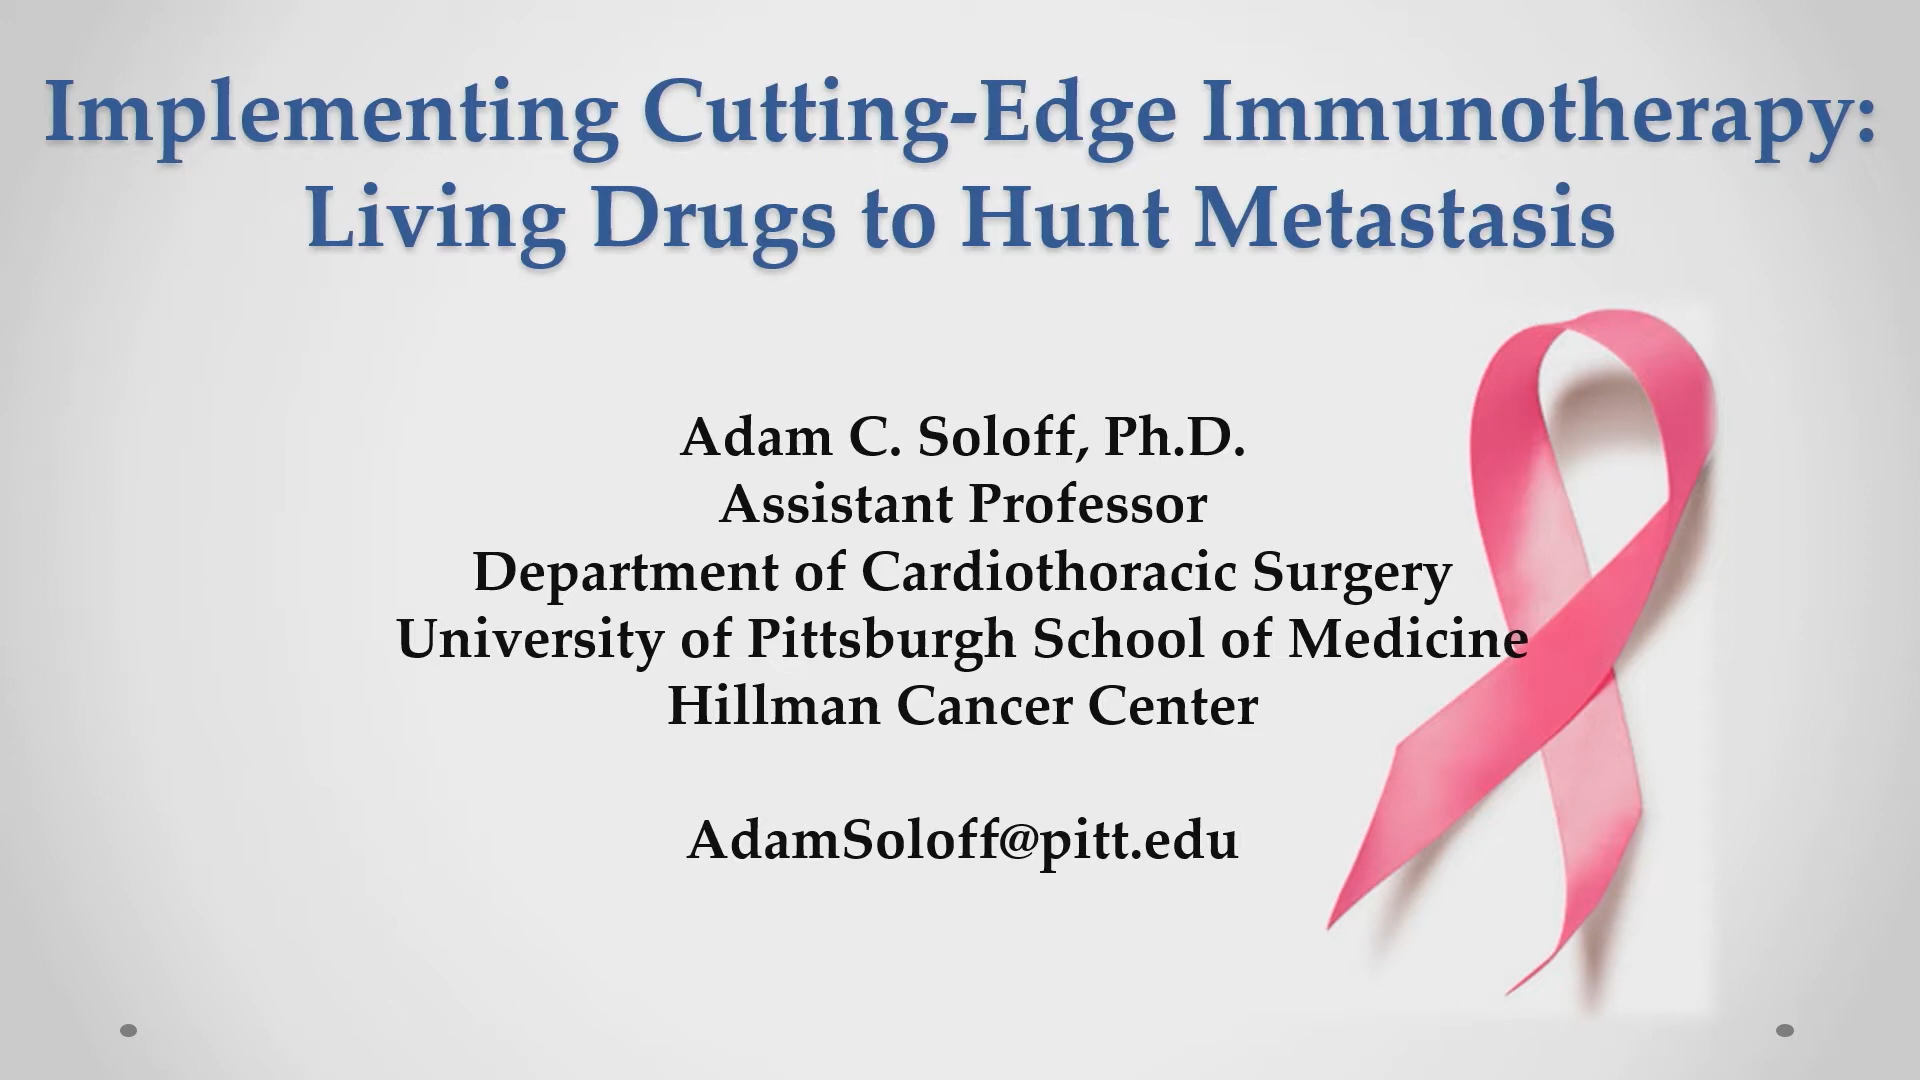 Implementing Cutting-Edge Immunotherapy:
Living Drugs to Hunt Metastasis
Adam C. Soloff, Ph.D.
Assistant Professor
Department of Cardiothoracic Surgery
University of Pittsburgh School of Medicine
Hillman Cancer Center
AdamSoloff@pitt.edu